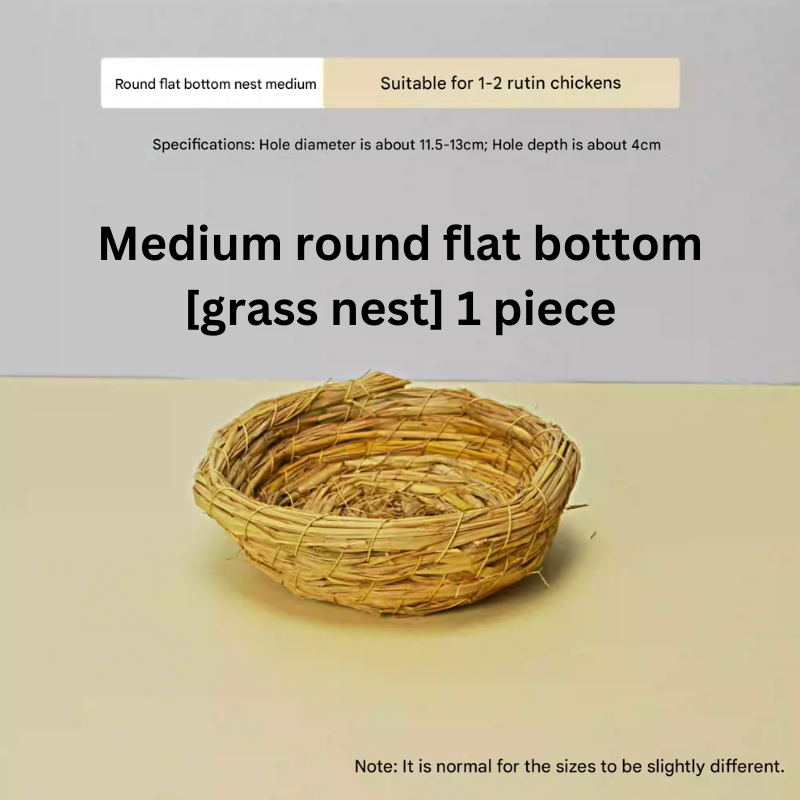 Round flat bottom nest medium
Suitable for 1-2 rutin chickens
Specifications: Hole diameter is about 11.5-13cm; Hole depth is about 4cm
Medium round flat bottom
[grass nest] 1 piece
Note: It is normal for the sizes to be slightly different.